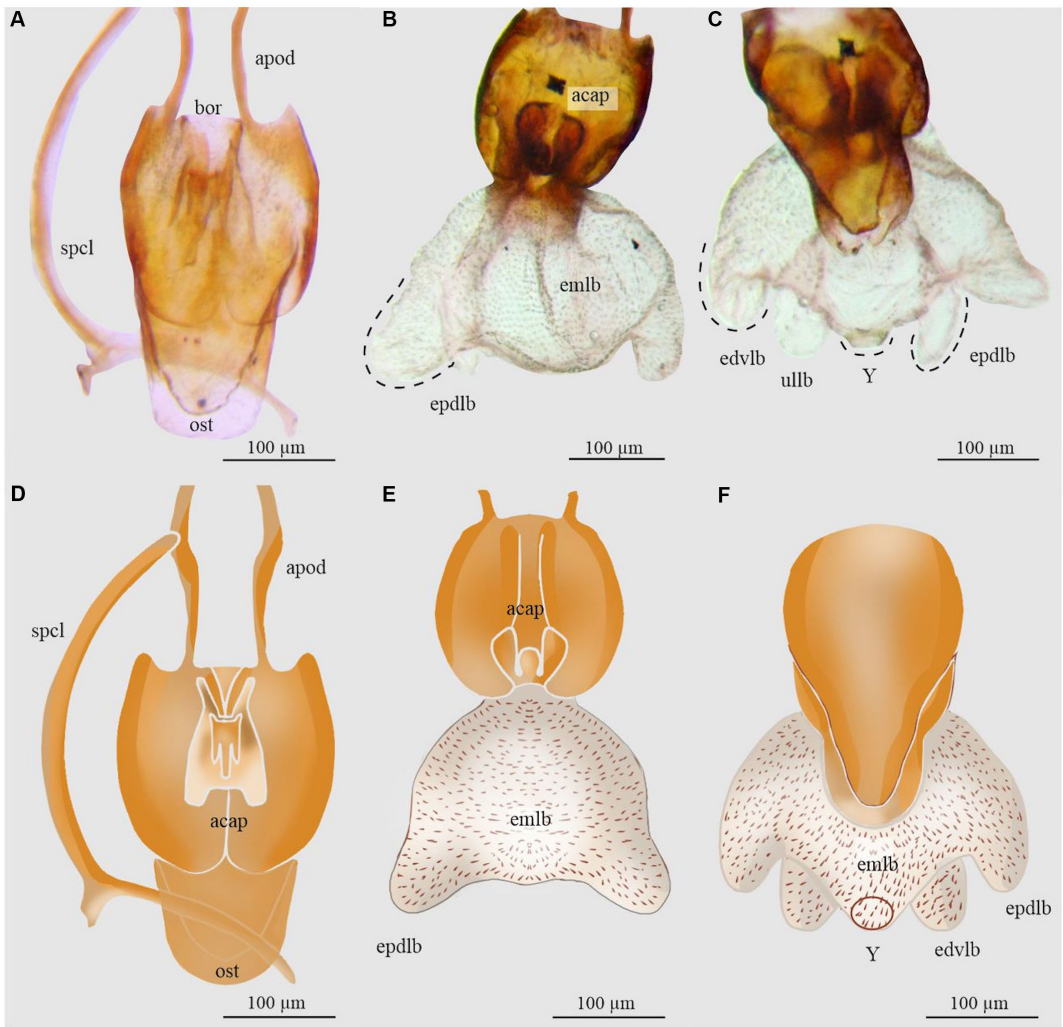 A
apod
bor
spcl
ost
100 µm
B
acap
emlb
epdlb
100 µm
C
edvlb
ullb
Y
epdlb
100 µm
D
apod
spcl
acap
ost
100 µm
E
acap
emlb
epdlb
100 µm
F
emlb
epdlb
edvlb
Y
100 µm